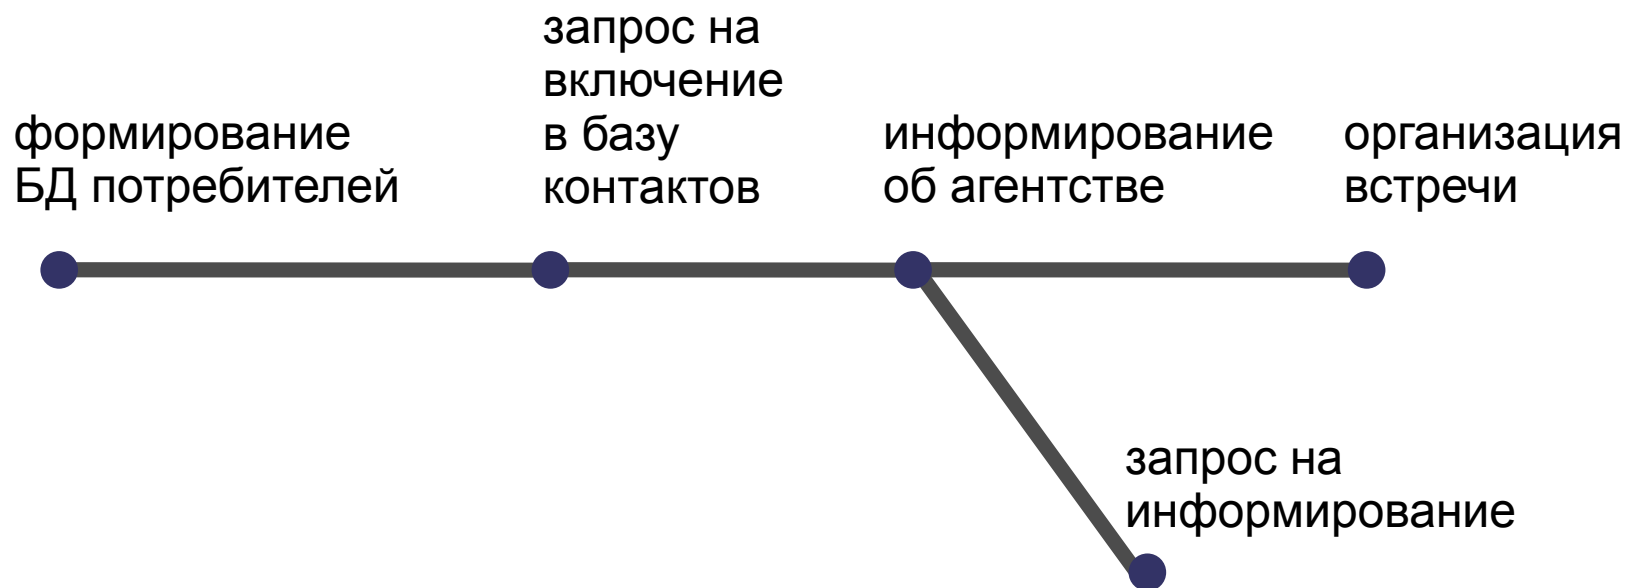 формирование
БД потребителей
запрос на
включение
в базу
контактов
информирование
об агентстве
организация
встречи
запрос на
информирование